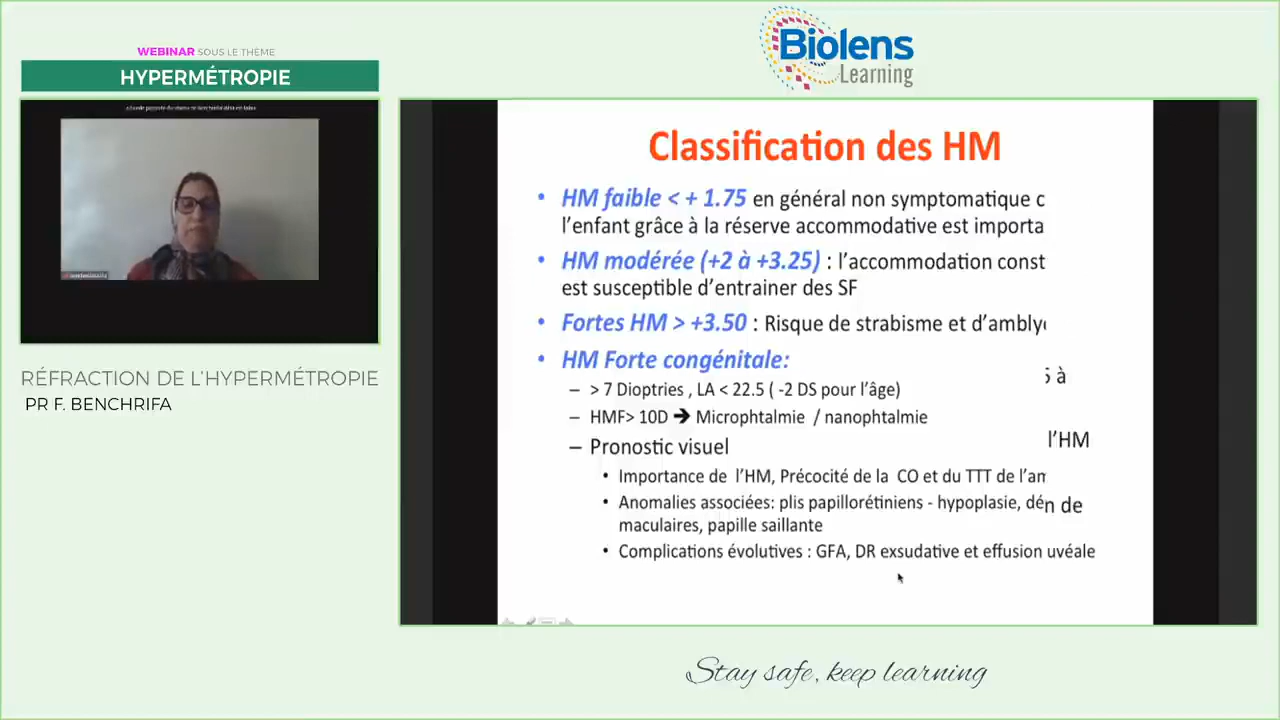 WEBINAR SOUS LE THÈME
HYPERMÉTROPIE
Biolens
Learning
RÉFRACTION DE L'HYPERMÉTROPIE
PR F. BENCHRIFA
Classification des HM
• HM faible < + 1.75 en général non symptomatique c
l'enfant grâce à la réserve accommodative est importa
• HM modérée (+2 à +3.25) : l'accommodation const
est susceptible d'entrainer des SF
• Fortes HM > +3.50 : Risque de strabisme et d'ambly
• HM Forte congénitale:
– > 7 Dioptries , LA < 22.5 ( -2 DS pour l'âge)
– HMF> 10D ➔ Microphtalmie / nanophtalmie
– Pronostic visuel
• Importance de l'HM, Précocité de la CO et du TTT de l'am
• Anomalies associées: plis papillorétiniens - hypoplasie, dé
maculaires, papille saillante
• Complications évolutives : GFA, DR exsudative et effusion uvéale
à
l'HM
n de
Stay safe, keep learning